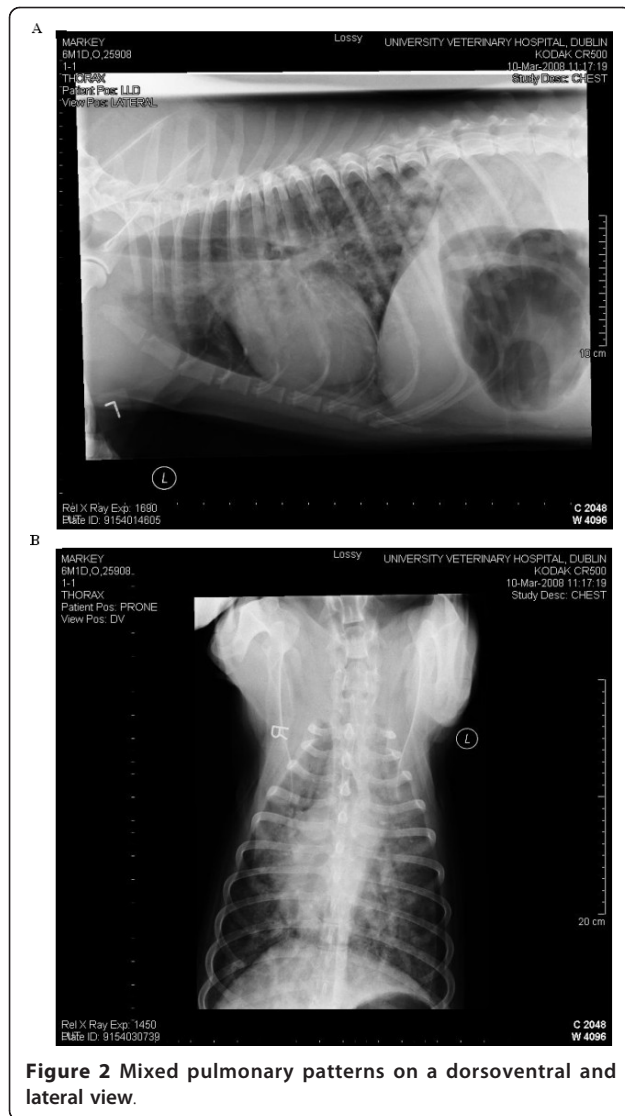 A
MARKEY
6M1D,O,25908
1-1
THORAX
Patient Pos: LLD
View Pos: LATERAL
Lossy
UNIVERSITY VETERINARY HOSPITAL, DUBLIN
KODAK CR500
10-Mar-2008 11:17:19
Study Desc: CHEST
10 cm
L
L
Rel X Ray Exp: 1690
Plate ID: 9154014605
C 2048
W 4096
B
MARKEY
6M1D,O,25908
1-1
THORAX
Patient Pos: PRONE
View Pos: DV
Lossy
UNIVERSITY VETERINARY HOSPITAL, DUBLIN
KODAK CR500
10-Mar-2008 11:17:19
Study Desc: CHEST
R
L
20 cm
Rel X Ray Exp: 1450
Plate ID: 9154030739
C 2048
W 4096
Figure 2 Mixed pulmonary patterns on a dorsoventral and
lateral view.